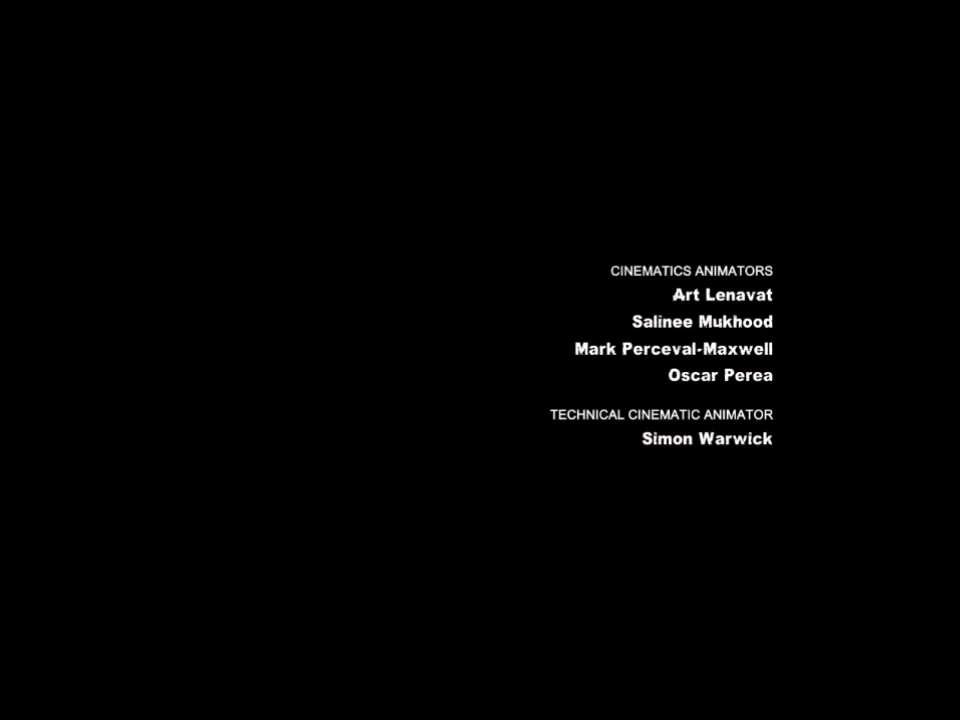 CINEMATICS ANIMATORS
Art Lenavat
Salinee Mukhood
Mark Perceval-Maxwell
Oscar Perea
TECHNICAL CINEMATIC ANIMATOR
Simon Warwick